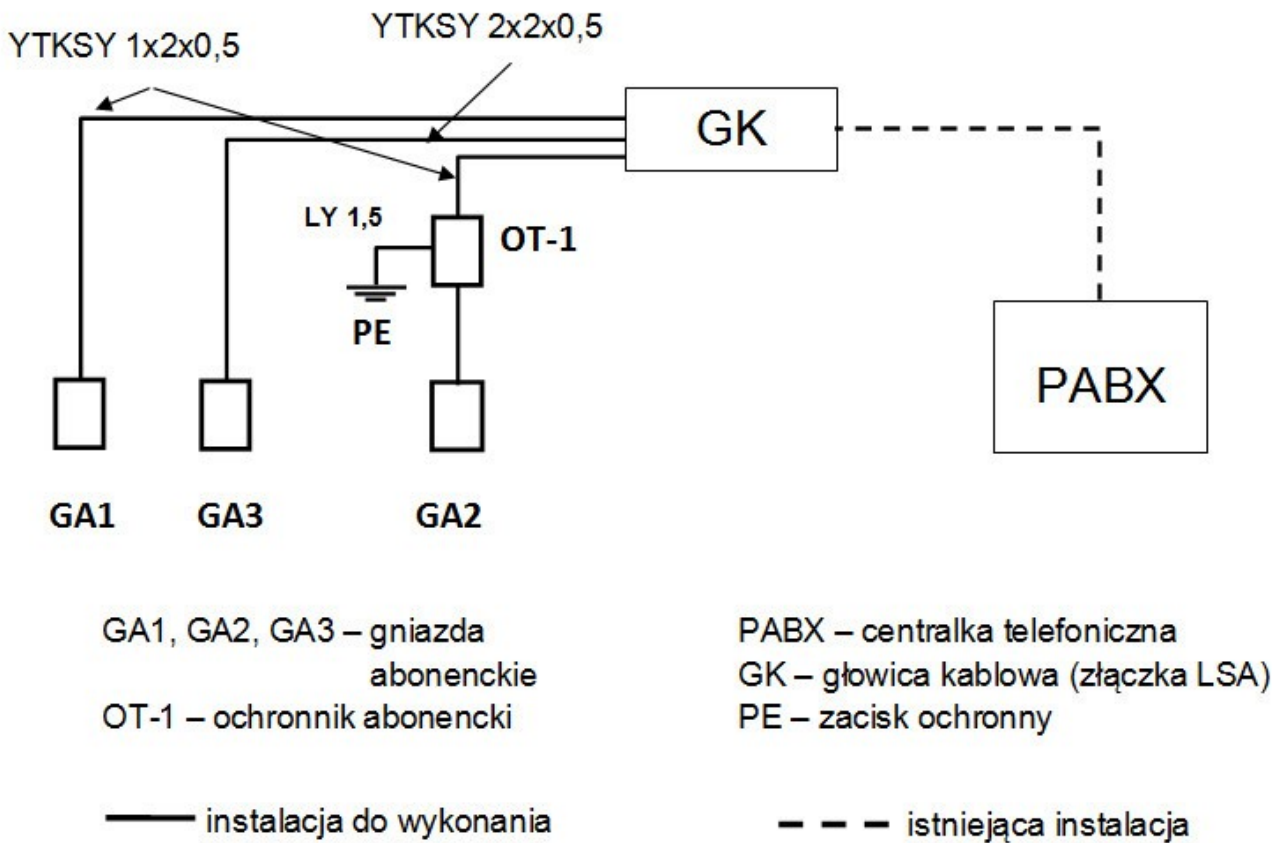 YTKSY 1x2x0,5
YTKSY 2x2x0,5
GK
LY 1,5
OT-1
PE
PABX
GA1
GA3
GA2
GA1, GA2, GA3 – gniazda
abonenckie
OT-1 – ochronnik abonencki
PABX – centralka telefoniczna
GK – głowica kablowa (złączka LSA)
PE – zacisk ochronny
instalacja do wykonania
istniejąca instalacja